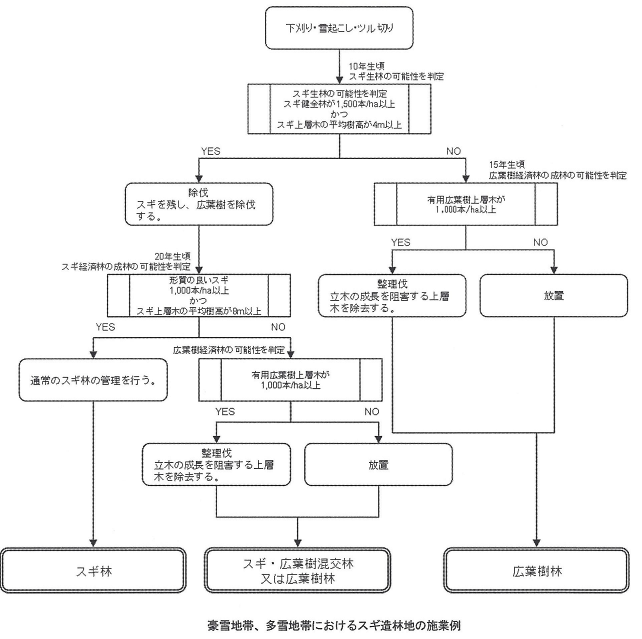 下刈り・雪起こし・ツル切り
10年生頃
スギ生林の可能性を判定
スギ生林の可能性を判定
スギ健全林が1,500本/ha以上
かつ
スギ上層木の平均樹高が4m以上
YES
NO
15年生頃
広葉樹経済林の成林の可能性を判定
除伐
スギを残し、広葉樹を除伐
する。
有用広葉樹上層木が
1,000本/ha以上
20年生頃
スギ経済林の成林の可能性を判定
YES
NO
形質の良いスギ
1,000本/ha以上
かつ
スギ上層木の平均樹高が8m以上
整理伐
立木の成長を阻害する上層
木を除去する。
放置
YES
NO
広葉樹経済林の可能性を判定
通常のスギ林の管理を行う。
有用広葉樹上層木が
1,000本/ha以上
YES
NO
整理伐
立木の成長を阻害する上層
木を除去する。
放置
スギ林
スギ・広葉樹混交林
又は広葉樹林
広葉樹林
豪雪地帯、多雪地帯におけるスギ造林地の施業例